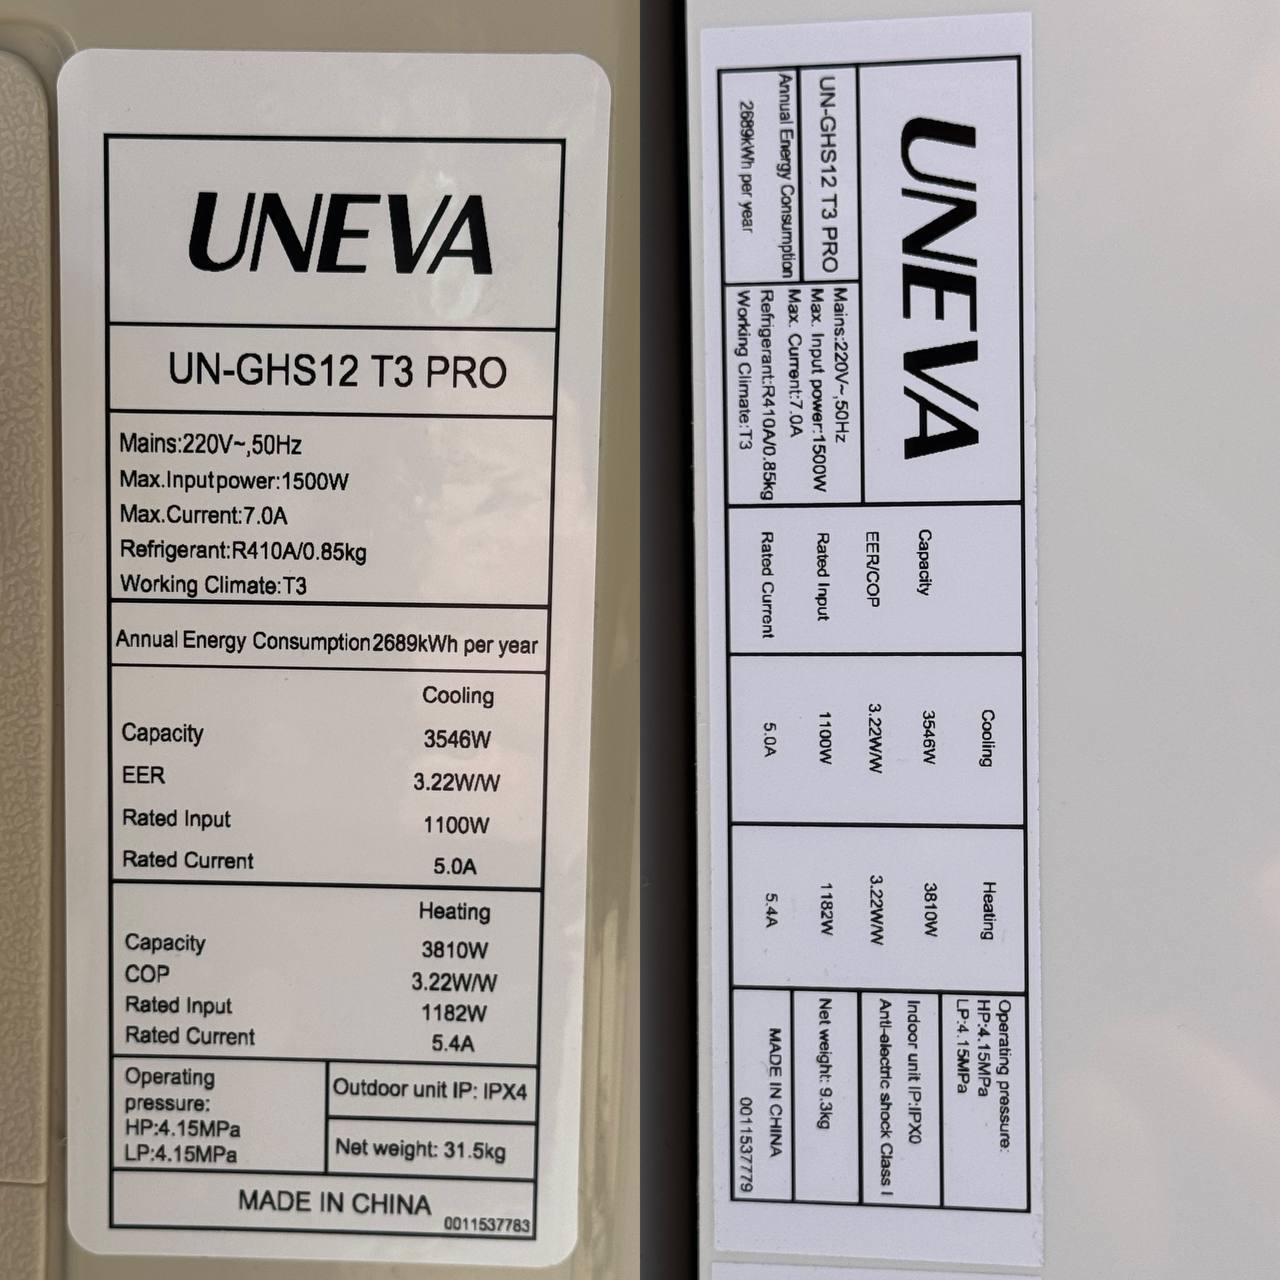 UNEVA
UN-GHS12 T3 PRO
Mains:220V~,50Hz
Max.Inputpower:1500W
Max.Current:7.0A
Refrigerant:R410A/0.85kg
Working Climate:T3
Annual Energy Consumption2689kWh per year
Cooling
Capacity 3546W
EER 3.22W/W
Rated Input 1100W
Rated Current 5.0A
Heating
Capacity 3810W
COP 3.22W/W
Rated Input 1182W
Rated Current 5.4A
Operating
pressure:
HP:4.15MPa
LP:4.15MPa
Outdoor unit IP: IPX4
Net weight: 31.5kg
MADE IN CHINA
0011537783
UNEVA
UN-GHS12 T3 PRO
Annual Energy Consumption
2689kWh per year
Mains:220V~,50Hz
Max. Input power:1500W
Max. Current:7.0A
Refrigerant:R410A/0.85kg
Working Climate:T3
Cooling Heating
Capacity 3546W 3810W
EER/COP 3.22W/W 3.22W/W
Rated Input 1100W 1182W
Rated Current 5.0A 5.4A
Operating pressure:
HP:4.15MPa
LP:4.15MPa
Indoor unit IP:IPX0
Anti-electric shock Class I
Net weight: 9.3kg
MADE IN CHINA
0011537779